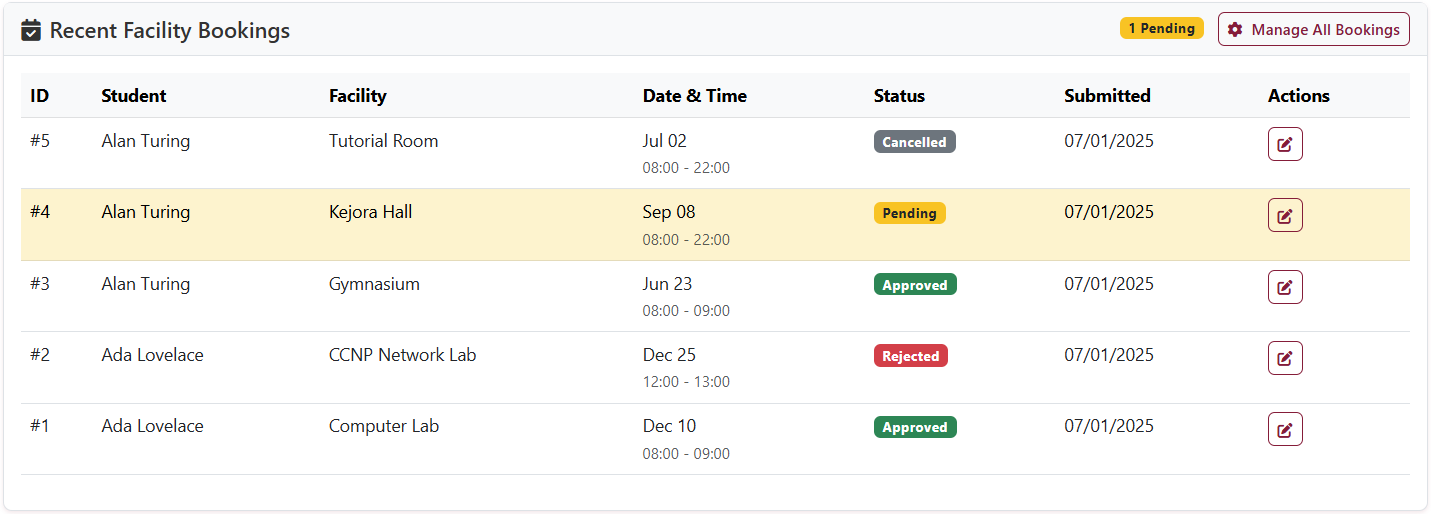 Recent Facility Bookings 1 Pending Manage All Bookings
ID Student Facility Date & Time Status Submitted Actions
#5 Alan Turing Tutorial Room Jul 02 Cancelled 07/01/2025
08:00 - 22:00
#4 Alan Turing Kejora Hall Sep 08 Pending 07/01/2025
08:00 - 22:00
#3 Alan Turing Gymnasium Jun 23 Approved 07/01/2025
08:00 - 09:00
#2 Ada Lovelace CCNP Network Lab Dec 25 Rejected 07/01/2025
12:00 - 13:00
#1 Ada Lovelace Computer Lab Dec 10 Approved 07/01/2025
08:00 - 09:00